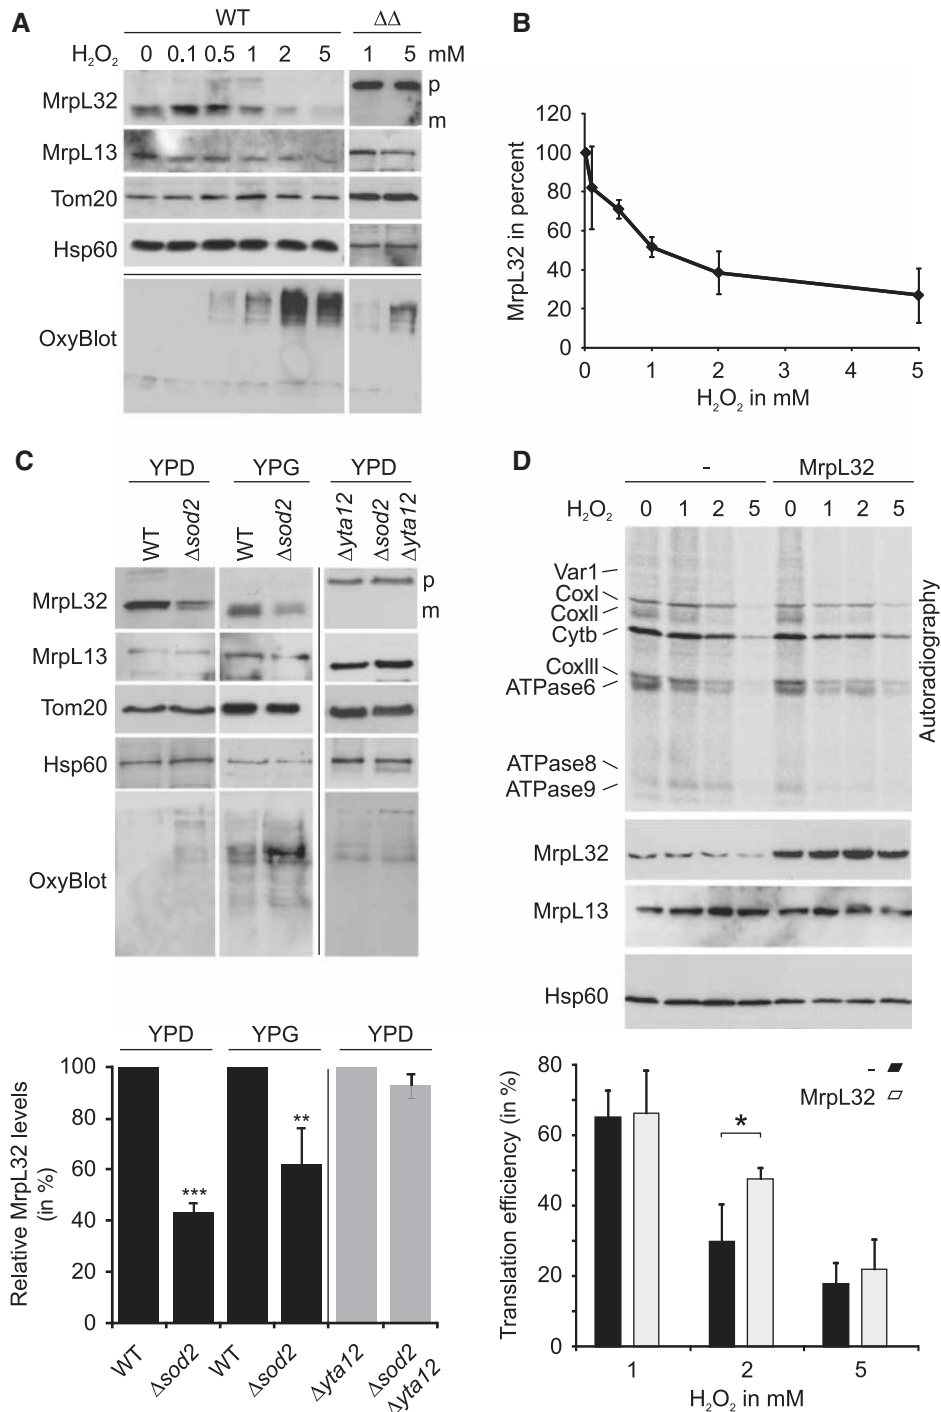 A
WT ΔΔ
H₂O₂ 0 0.1 0.5 1 2 5 1 5 mM
MrpL32 p
m
MrpL13
Tom20
Hsp60
OxyBlot
B
MrpL32 in percent
120
100
80
60
40
20
0
0 1 2 3 4 5
H₂O₂ in mM
C
YPD YPG YPD
WT Δsod2 WT Δsod2 Δyta12 Δsod2 Δyta12
MrpL32 p
m
MrpL13
Tom20
Hsp60
OxyBlot
YPD YPG YPD
Relative MrpL32 levels
(in %)
100
80
60
40
20
0
*** **
WT Δsod2 WT Δsod2 Δyta12 Δsod2
Δyta12
D
- MrpL32
H₂O₂ 0 1 2 5 0 1 2 5
Var1
CoxI
CoxII
Cytb
CoxIII
ATPase6
ATPase8
ATPase9
Autoradiography
MrpL32
MrpL13
Hsp60
Translation efficiency (in %)
80
60
40
20
0
-
MrpL32
*
1 2 5
H₂O₂ in mM